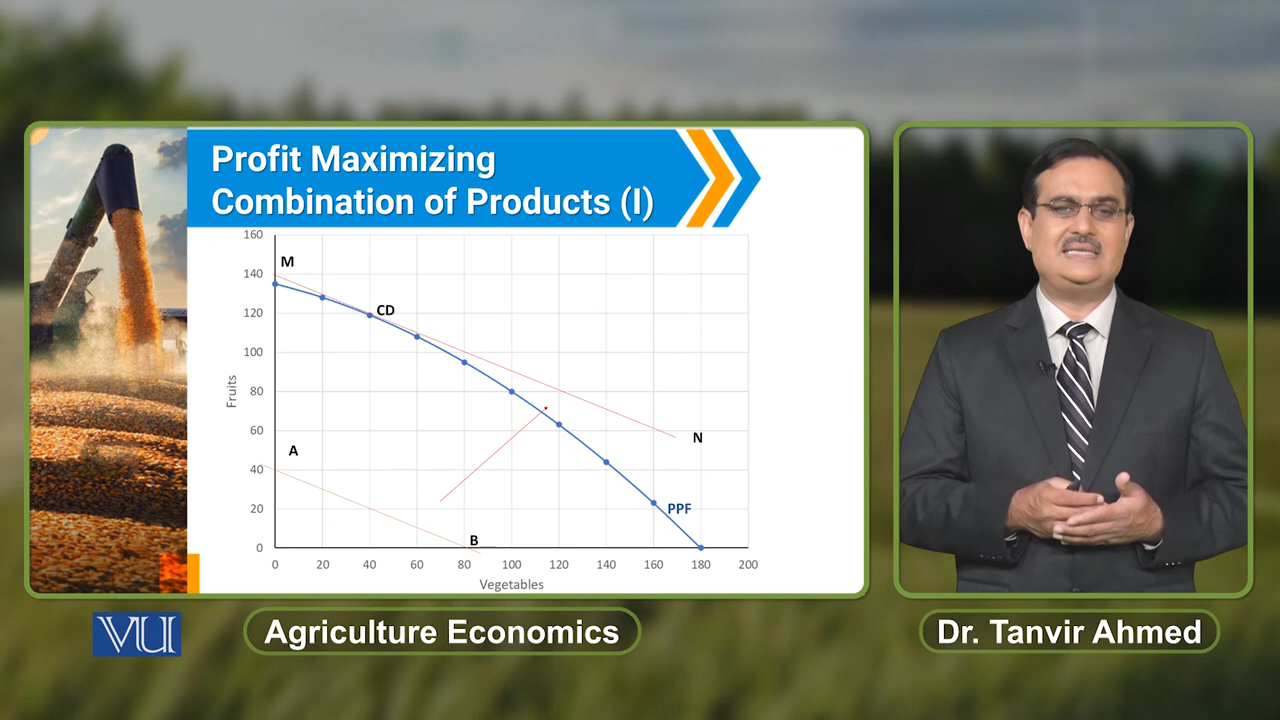 Profit Maximizing
Combination of Products (I)
160
M
140
CD
120
100
80
Fruits
60
N
A
40
20
PPF
B
0
0 20 40 60 80 100 120 140 160 180 200
Vegetables
VU
Agriculture Economics
Dr. Tanvir Ahmed